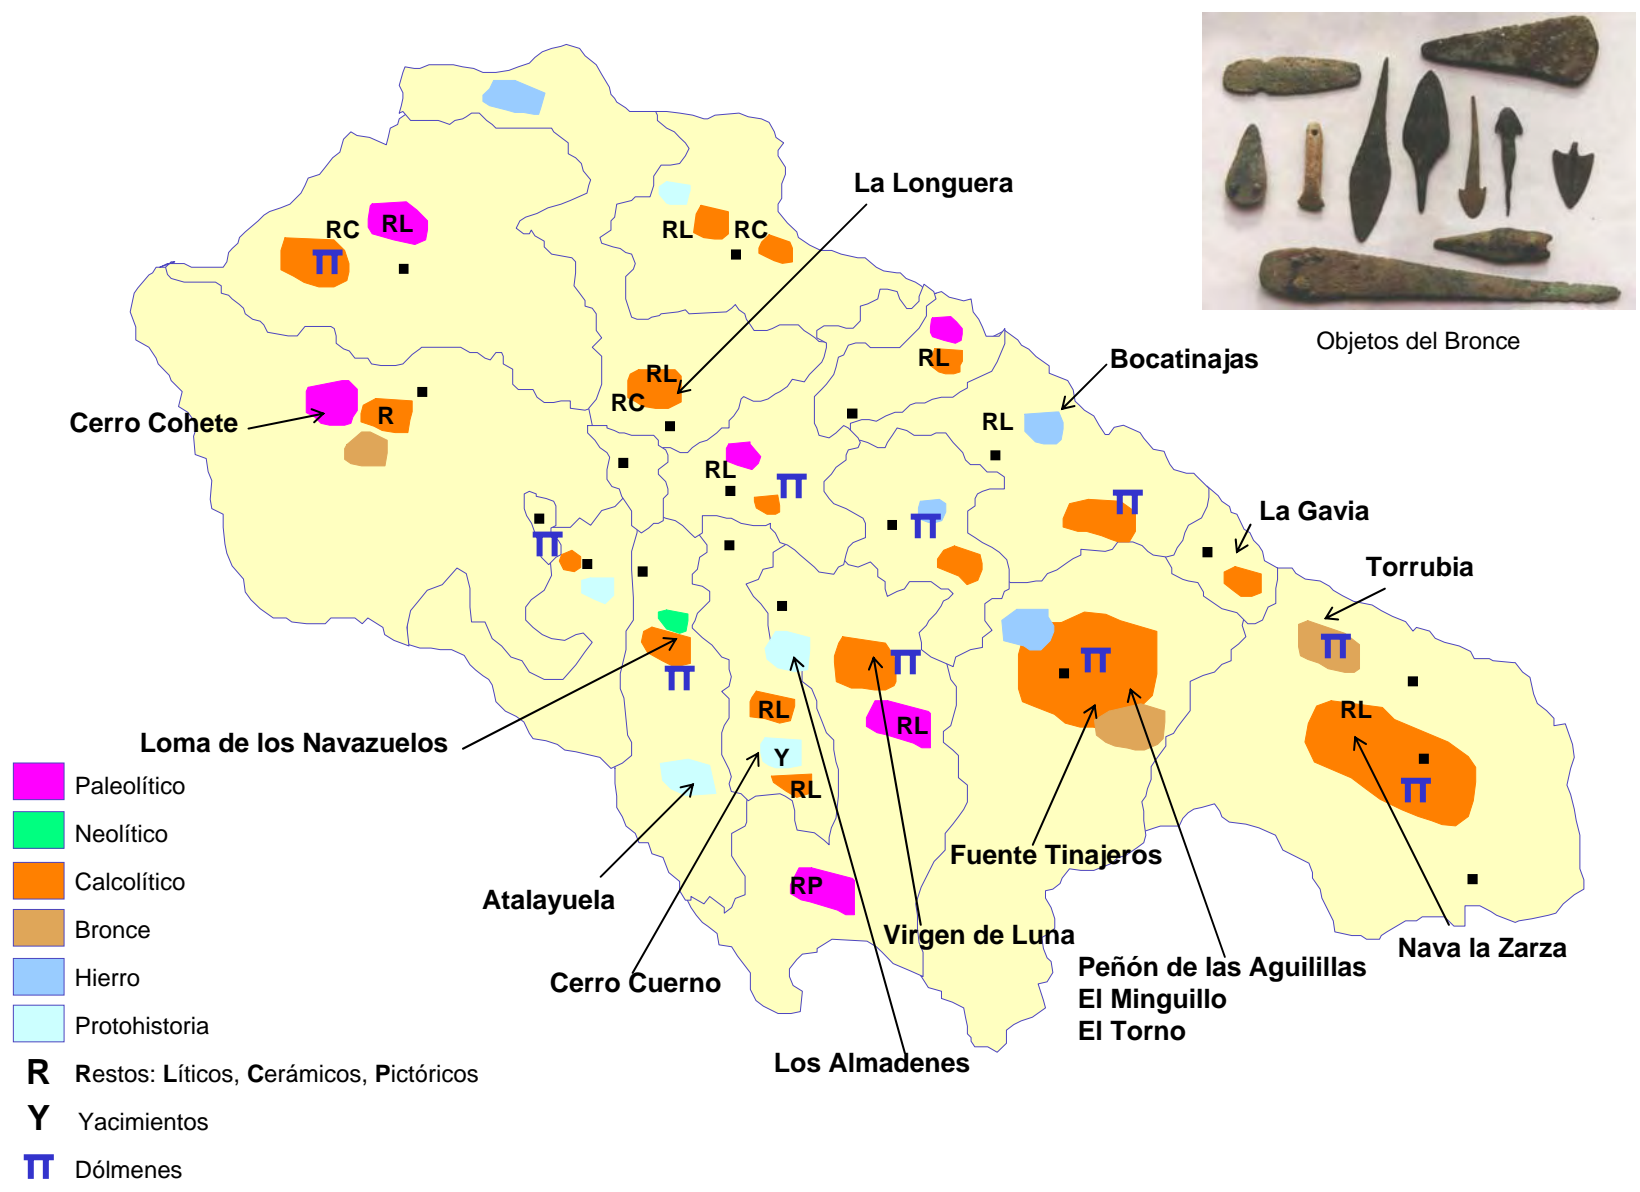 La Longuera
RC
RL
RL
RC
Objetos del Bronce
RL
Bocatinajas
RL
RC
Cerro Cohete
R
RL
RL
La Gavia
Torrubia
RL
RL
RL
Loma de los Navazuelos
Y
RL
Paleolítico
Neolítico
Calcolítico
Bronce
Hierro
Protohistoria
Fuente Tinajeros
Atalayuela
RP
Virgen de Luna
Nava la Zarza
Cerro Cuerno
Peñón de las Aguilillas
El Minguillo
El Torno
Los Almadenes
R Restos: Líticos, Cerámicos, Pictóricos
Y Yacimientos
Dólmenes